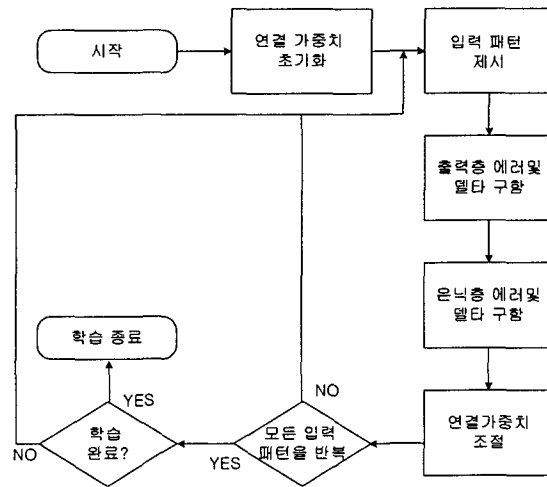 시작
연결 가중치
초기화
입력 패턴
제시
출력층 에러및
델타 구함
은닉층 에러및
델타 구함
연결가중치
조절
모든 입력
패턴을 반복
NO
YES
학습
완료?
NO
YES
학습 종료